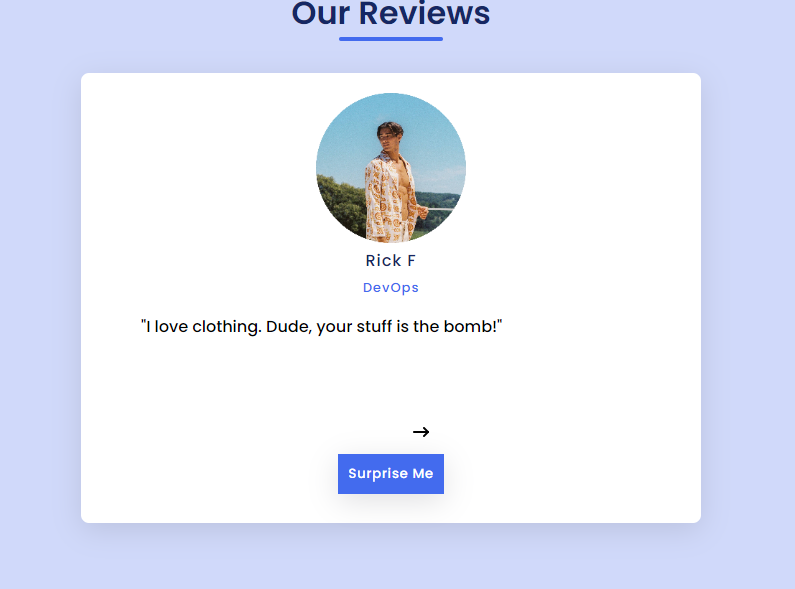 Our Reviews
Rick F
DevOps
"I love clothing. Dude, your stuff is the bomb!"
Surprise Me